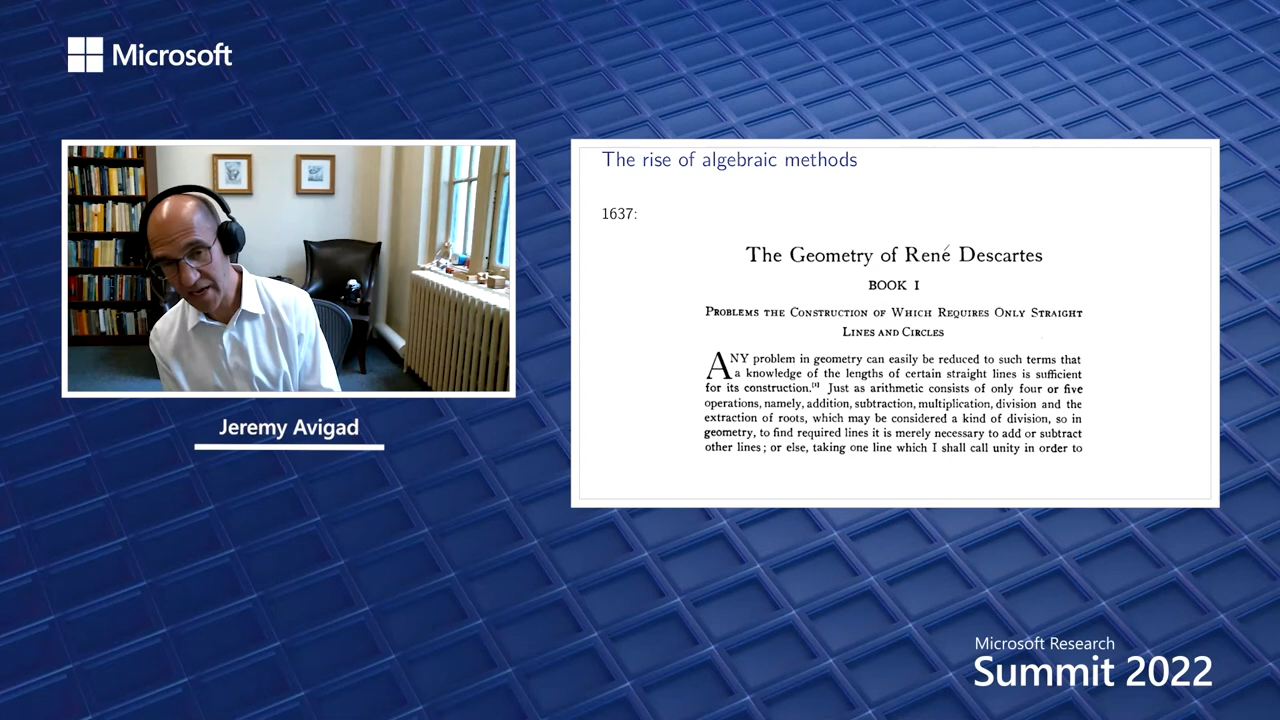 Microsoft
Jeremy Avigad
The rise of algebraic methods
1637:
The Geometry of René Descartes
BOOK I
Problems the Construction of Which Requires Only Straight
Lines and Circles
ANY problem in geometry can easily be reduced to such terms that
a knowledge of the lengths of certain straight lines is sufficient
for its construction.[1] Just as arithmetic consists of only four or five
operations, namely, addition, subtraction, multiplication, division and the
extraction of roots, which may be considered a kind of division, so in
geometry, to find required lines it is merely necessary to add or subtract
other lines; or else, taking one line which I shall call unity in order to
Microsoft Research
Summit 2022